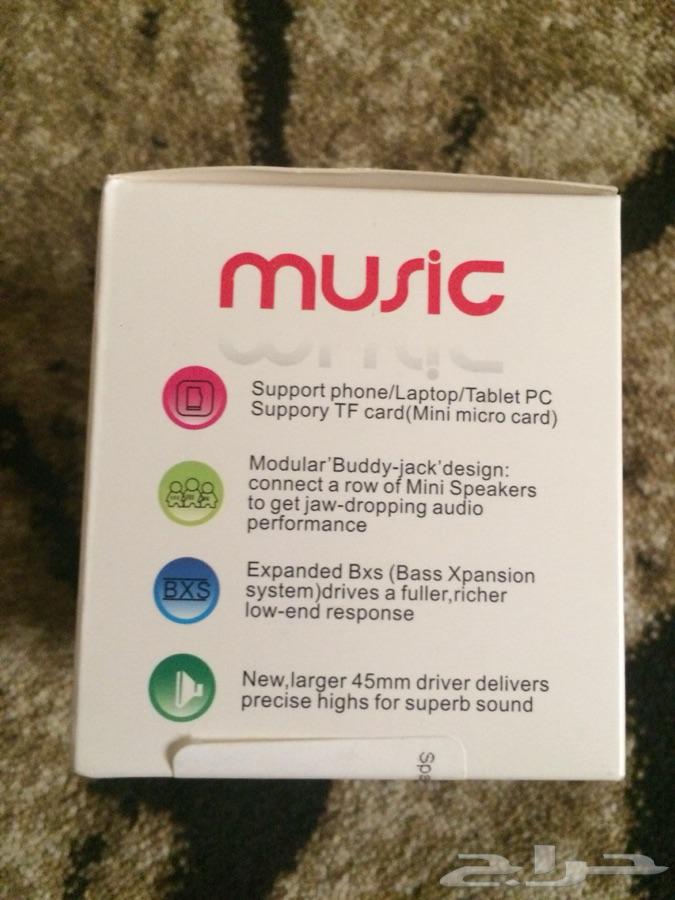 music
Support phone/Laptop/Tablet PC
Suppory TF card(Mini micro card)
Modular'Buddy-jack'design:
connect a row of Mini Speakers
to get jaw-dropping audio
performance
BXS
Expanded Bxs (Bass Xpansion
system)drives a fuller,richer
low-end response
New,larger 45mm driver delivers
precise highs for superb sound
حراج